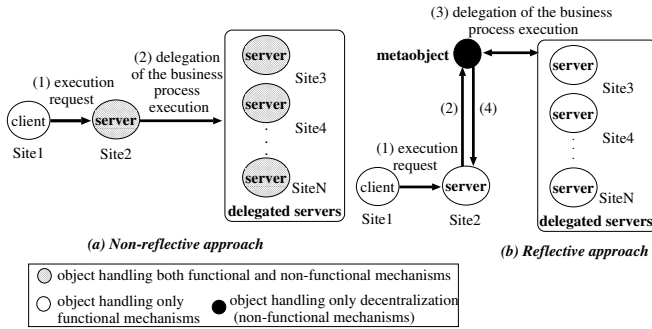 (1) execution
request
client
Site1
server
Site2
(2) delegation
of the business
process
execution
server
Site3
server
Site4
server
SiteN
delegated servers
(a) Non-reflective approach
(3) delegation of the business
process execution
metaobject
(2)
(4)
(1) execution
request
client
Site1
server
Site2
server
Site3
server
Site4
server
SiteN
delegated servers
(b) Reflective approach
object handling both functional and non-functional mechanisms
object handling only
functional mechanisms
object handling only decentralization
(non-functional mechanisms)